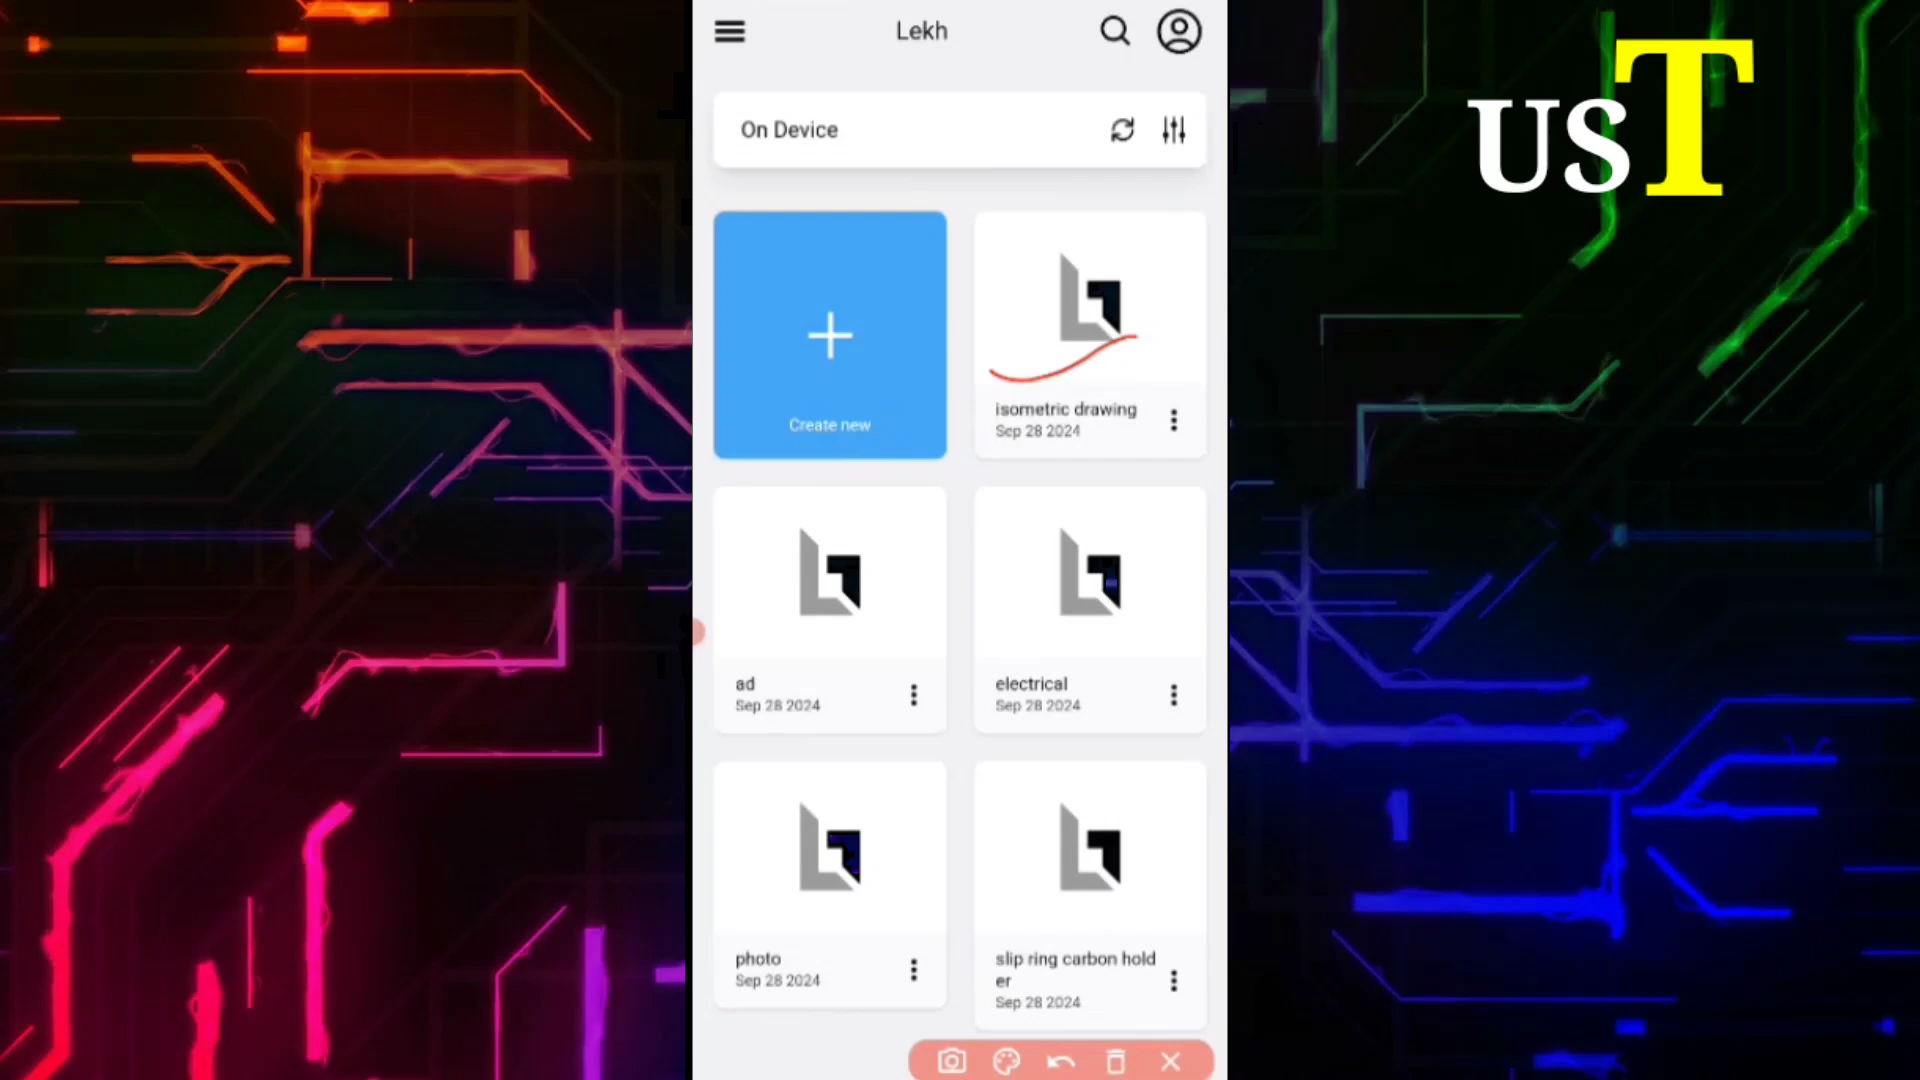 Lekh
UST
On Device
Create new
isometric drawing
Sep 28 2024
ad
Sep 28 2024
electrical
Sep 28 2024
photo
Sep 28 2024
slip ring carbon hold
er
Sep 28 2024